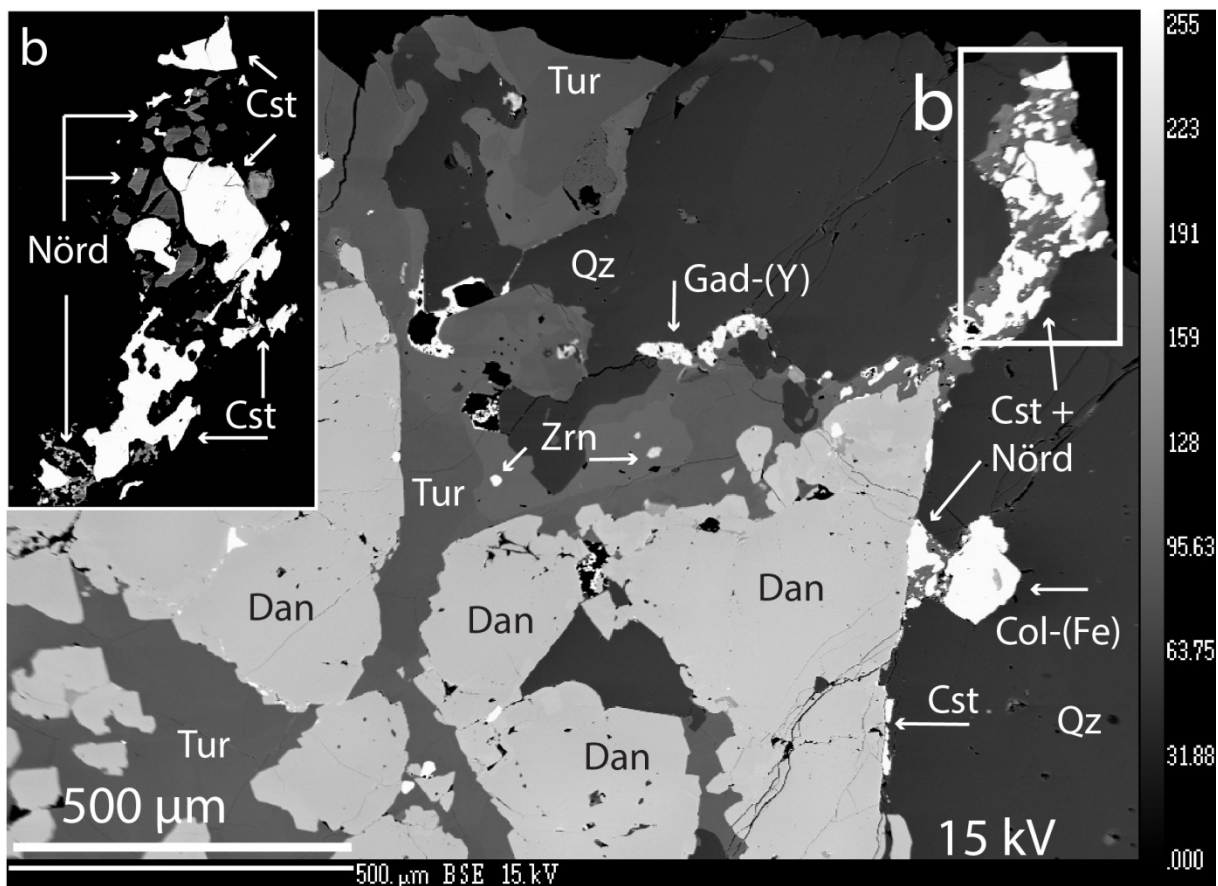 b
Cst
Cst
Nörd
Cst
Tur
b
Qz
Gad-(Y)
Cst +
Nörd
Zrn
Tur
Dan
Dan
Dan
Col-(Fe)
Cst
Tur
Dan
Qz
500 µm
15 kV
500.µm BSE 15.kV
255
223
191
159
128
95.63
63.75
31.88
.000